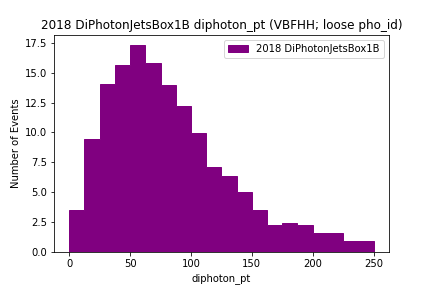 2018 DiPhotonJetsBox1B diphoton_pt (VBFHH; loose pho_id)
2018 DiPhotonJetsBox1B
Number of Events
17.5
15.0
12.5
10.0
7.5
5.0
2.5
0.0
0 50 100 150 200 250
diphoton_pt